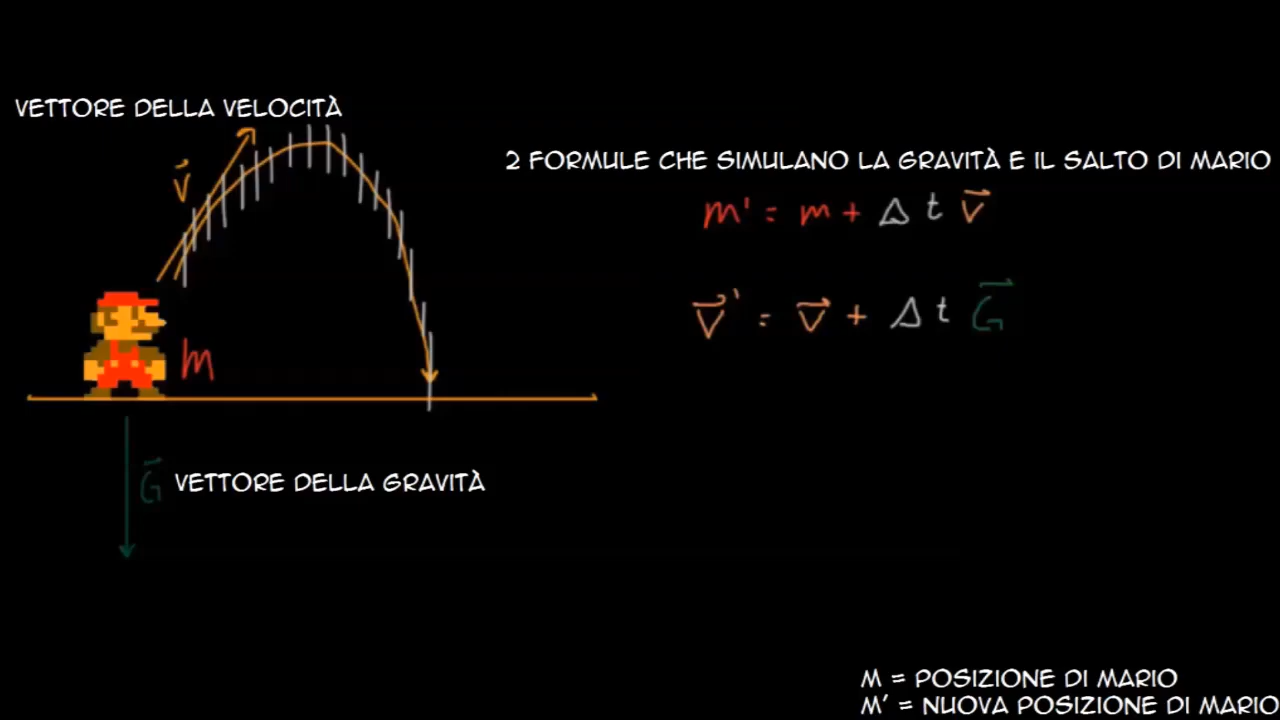 VETTORE DELLA VELOCITÀ
2 FORMULE CHE SIMULANO LA GRAVITÀ E IL SALTO DI MARIO
v⃗
m' = m + Δ t v⃗
v⃗' = v⃗ + Δ t G⃗
m
G⃗ VETTORE DELLA GRAVITÀ
M = POSIZIONE DI MARIO
M' = NUOVA POSIZIONE DI MARIO